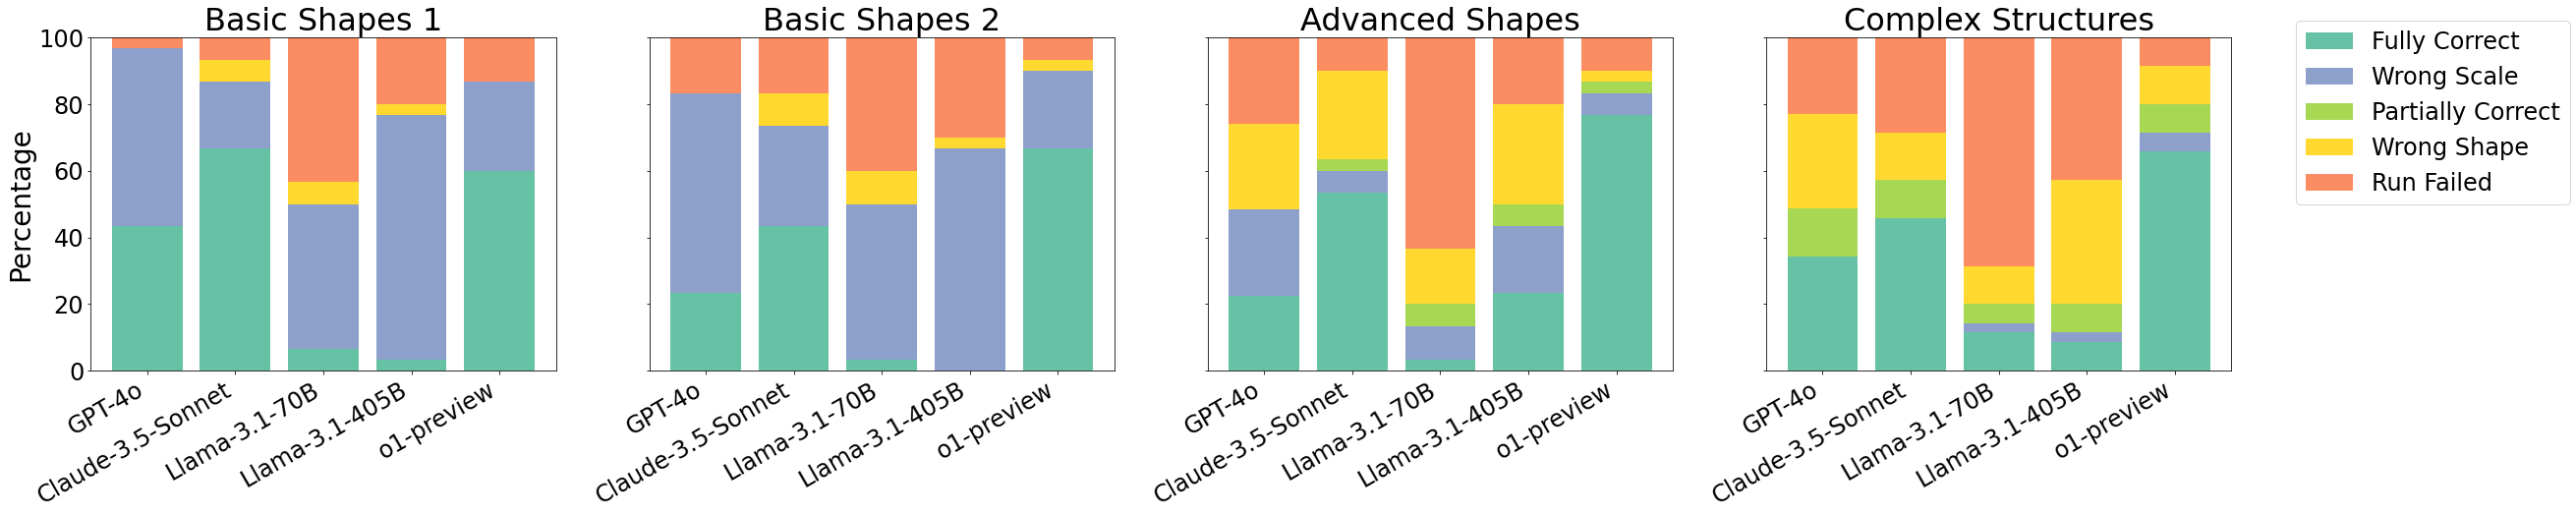 Basic Shapes 1
Basic Shapes 2
Advanced Shapes
Complex Structures
Percentage
100
80
60
40
20
0
GPT-4o
Claude-3.5-Sonnet
Llama-3.1-70B
Llama-3.1-405B
o1-preview
GPT-4o
Claude-3.5-Sonnet
Llama-3.1-70B
Llama-3.1-405B
o1-preview
GPT-4o
Claude-3.5-Sonnet
Llama-3.1-70B
Llama-3.1-405B
o1-preview
GPT-4o
Claude-3.5-Sonnet
Llama-3.1-70B
Llama-3.1-405B
o1-preview
Fully Correct
Wrong Scale
Partially Correct
Wrong Shape
Run Failed